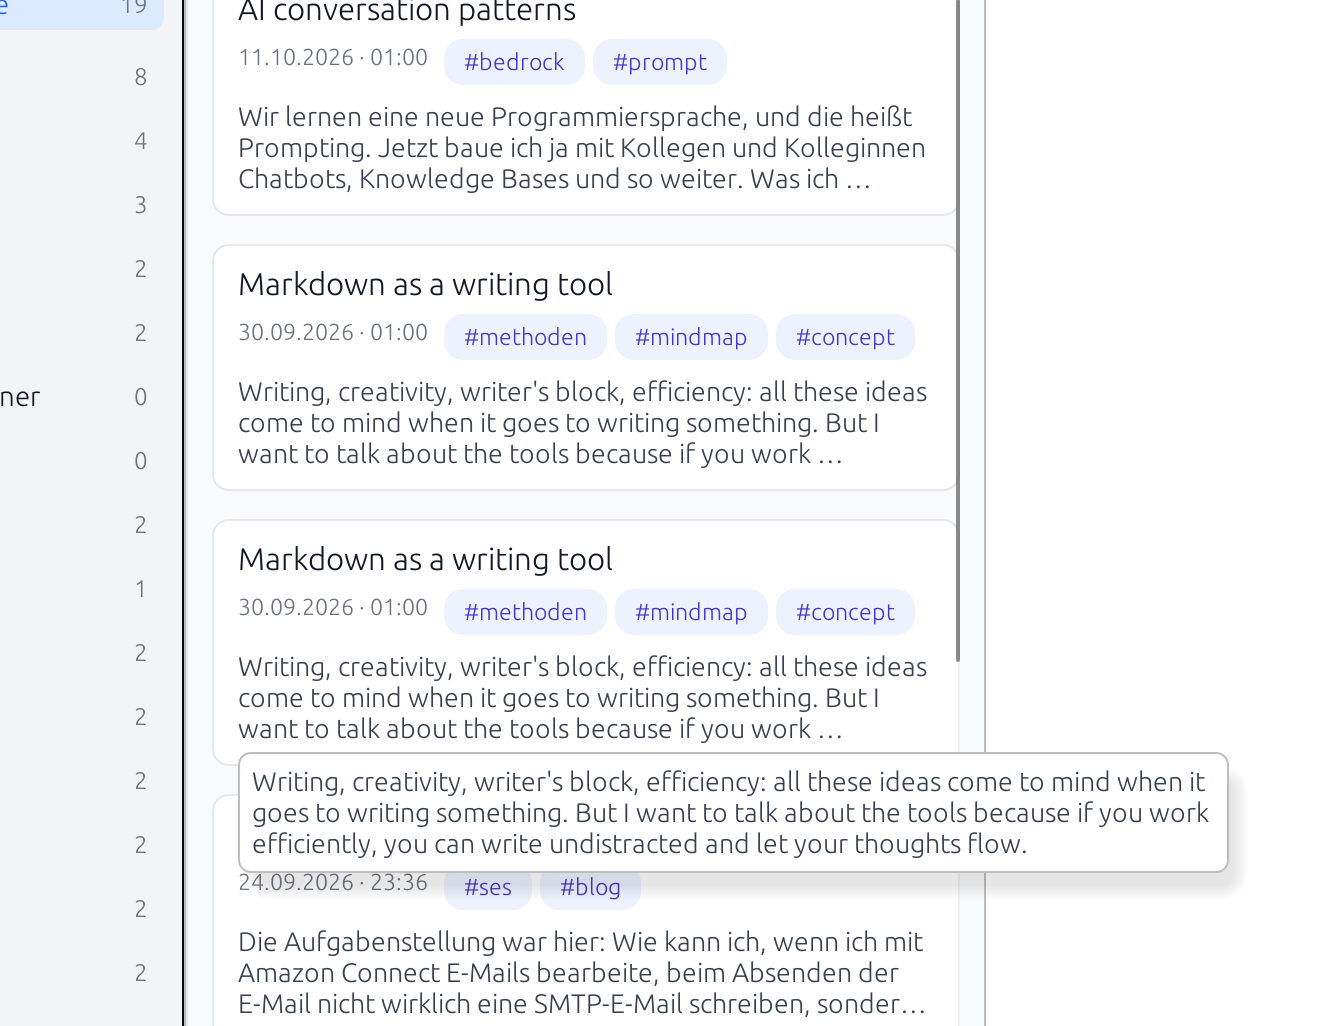 19
8
4
3
2
2
ner 0
0
2
1
2
2
2
2
2
2
AI conversation patterns
11.10.2026 · 01:00 #bedrock #prompt
Wir lernen eine neue Programmiersprache, und die heißt
Prompting. Jetzt baue ich ja mit Kollegen und Kolleginnen
Chatbots, Knowledge Bases und so weiter. Was ich …
Markdown as a writing tool
30.09.2026 · 01:00 #methoden #mindmap #concept
Writing, creativity, writer's block, efficiency: all these ideas
come to mind when it goes to writing something. But I
want to talk about the tools because if you work …
Markdown as a writing tool
30.09.2026 · 01:00 #methoden #mindmap #concept
Writing, creativity, writer's block, efficiency: all these ideas
come to mind when it goes to writing something. But I
want to talk about the tools because if you work …
Writing, creativity, writer's block, efficiency: all these ideas come to mind when it
goes to writing something. But I want to talk about the tools because if you work
efficiently, you can write undistracted and let your thoughts flow.
24.09.2026 · 23:36 #ses #blog
Die Aufgabenstellung war hier: Wie kann ich, wenn ich mit
Amazon Connect E-Mails bearbeite, beim Absenden der
E-Mail nicht wirklich eine SMTP-E-Mail schreiben, sonder…